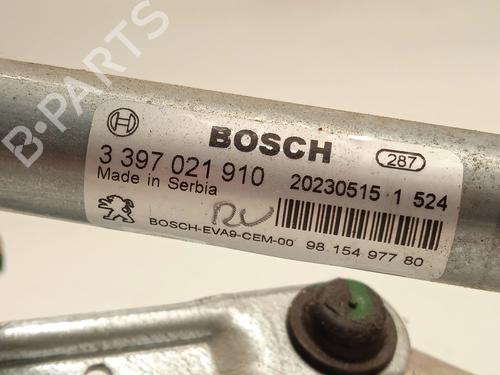 B-PARTS
BOSCH
287
3 397 021 910
Made in Serbia
20230515 1 524
RV
BOSCH-EVA9-CEM-00 98 154 977 80